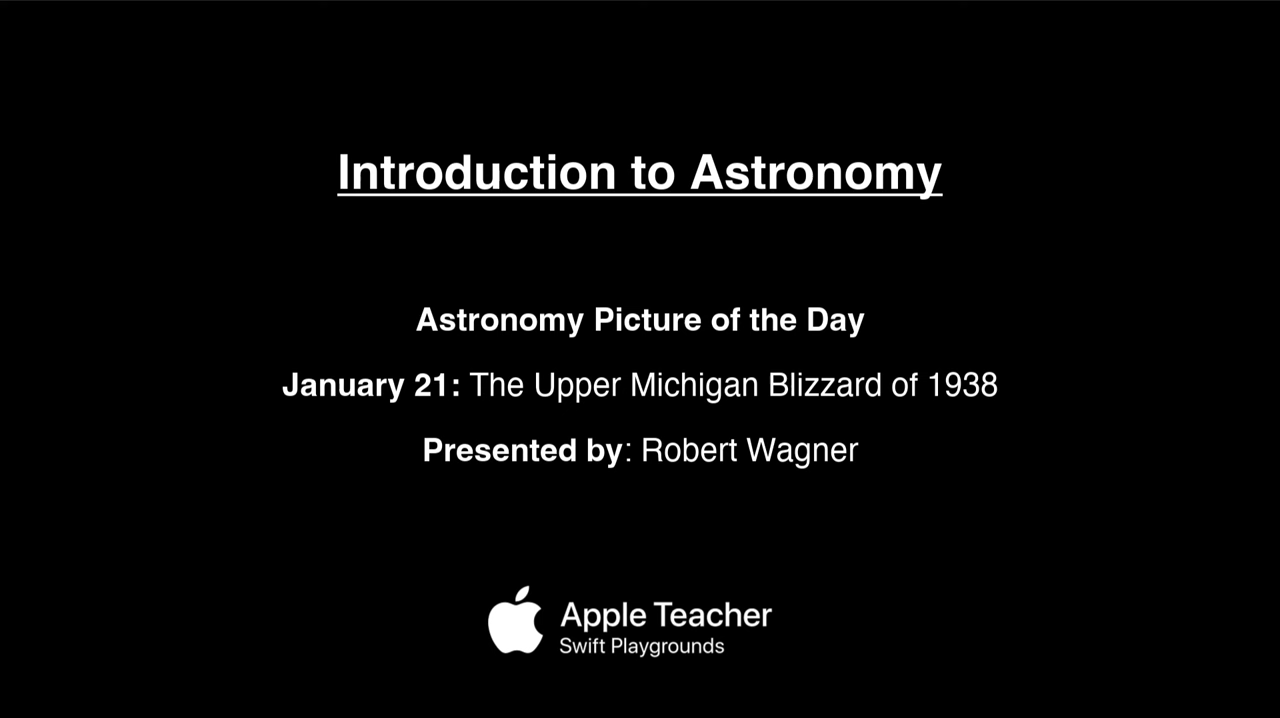 Introduction to Astronomy
Astronomy Picture of the Day
January 21: The Upper Michigan Blizzard of 1938
Presented by: Robert Wagner
Apple Teacher
Swift Playgrounds